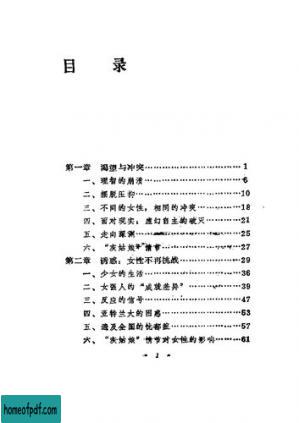 目 录
第一章 渴望与冲突…………………1
一、理智的崩溃…………………6
二、摆脱压抑…………………10
三、不同的女性，相同的冲突…………………18
四、面对现实：虚幻自主的破灭…………………21
五、走向深渊…………………25
六、“灰姑娘”情节…………………27
第二章 诱惑：女性不再挑战…………………29
一、少女的生活…………………36
二、女强人的“成就差异”…………………39
三、反应的信号…………………47
四、亚特兰大的困惑…………………53
五、遍及全国的忧郁症…………………57
六、“灰姑娘”情节对女性的影响…………………61
· 1 ·
homeofpdf.com
homeofpdf.com